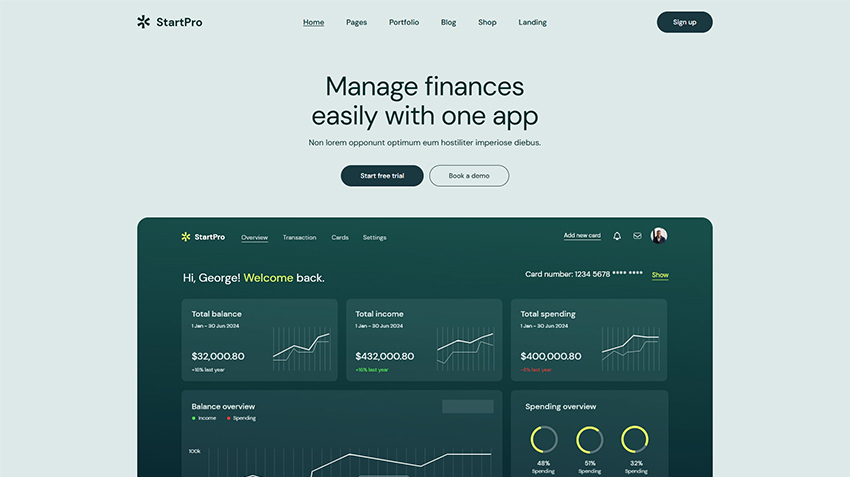 StartPro
Home Pages Portfolio Blog Shop Landing
Sign up
Manage finances
easily with one app
Non lorem opponunt optimum eum hostiliter imperiose diebus.
Start free trial
Book a demo
StartPro
Overview Transaction Cards Settings
Add new card
Hi, George! Welcome back.
Card number: 1234 5678 **** **** Show
Total balance
1 Jan - 30 Jun 2024
$32,000.80
+16% last year
Total income
1 Jan - 30 Jun 2024
$432,000.80
+16% last year
Total spending
1 Jan - 30 Jun 2024
$400,000.80
-8% last year
Balance overview
Income Spending
100k
Spending overview
48% 51% 32%
Spending Spending Spending